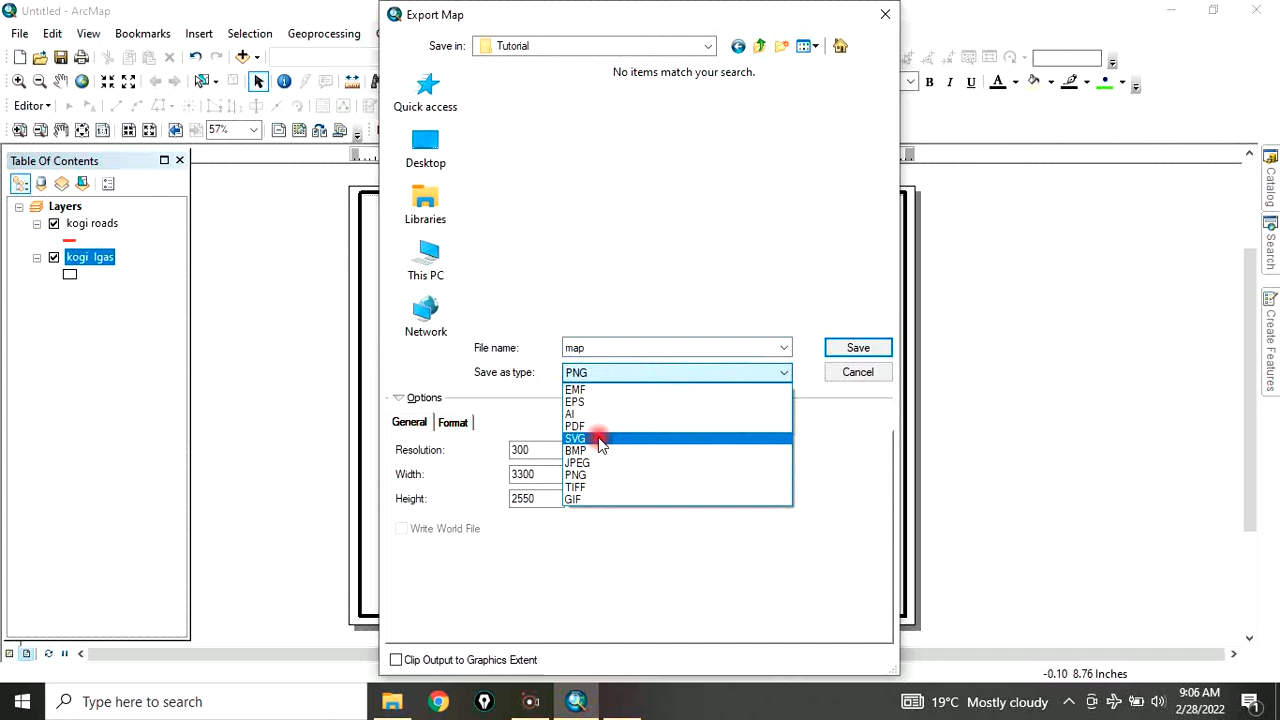 Untitled - ArcMap
File Edit View Bookmarks Insert Selection Geoprocessing
Editor
57%
B I U A
Table Of Contents
Layers
kogi roads
kogi lgas
Export Map
Save in: Tutorial
No items match your search.
Quick access
Desktop
Libraries
This PC
Network
File name: map
Save
Save as type: PNG
Cancel
EMF
EPS
AI
PDF
SVG
BMP
JPEG
PNG
TIFF
GIF
Options
General Format
Resolution: 300
Width: 3300
Height: 2550
Write World File
Clip Output to Graphics Extent
Catalog
Search
Create Features
-0.10 8.76 Inches
Type here to search
19°C Mostly cloudy
9:06 AM
2/28/2022
1